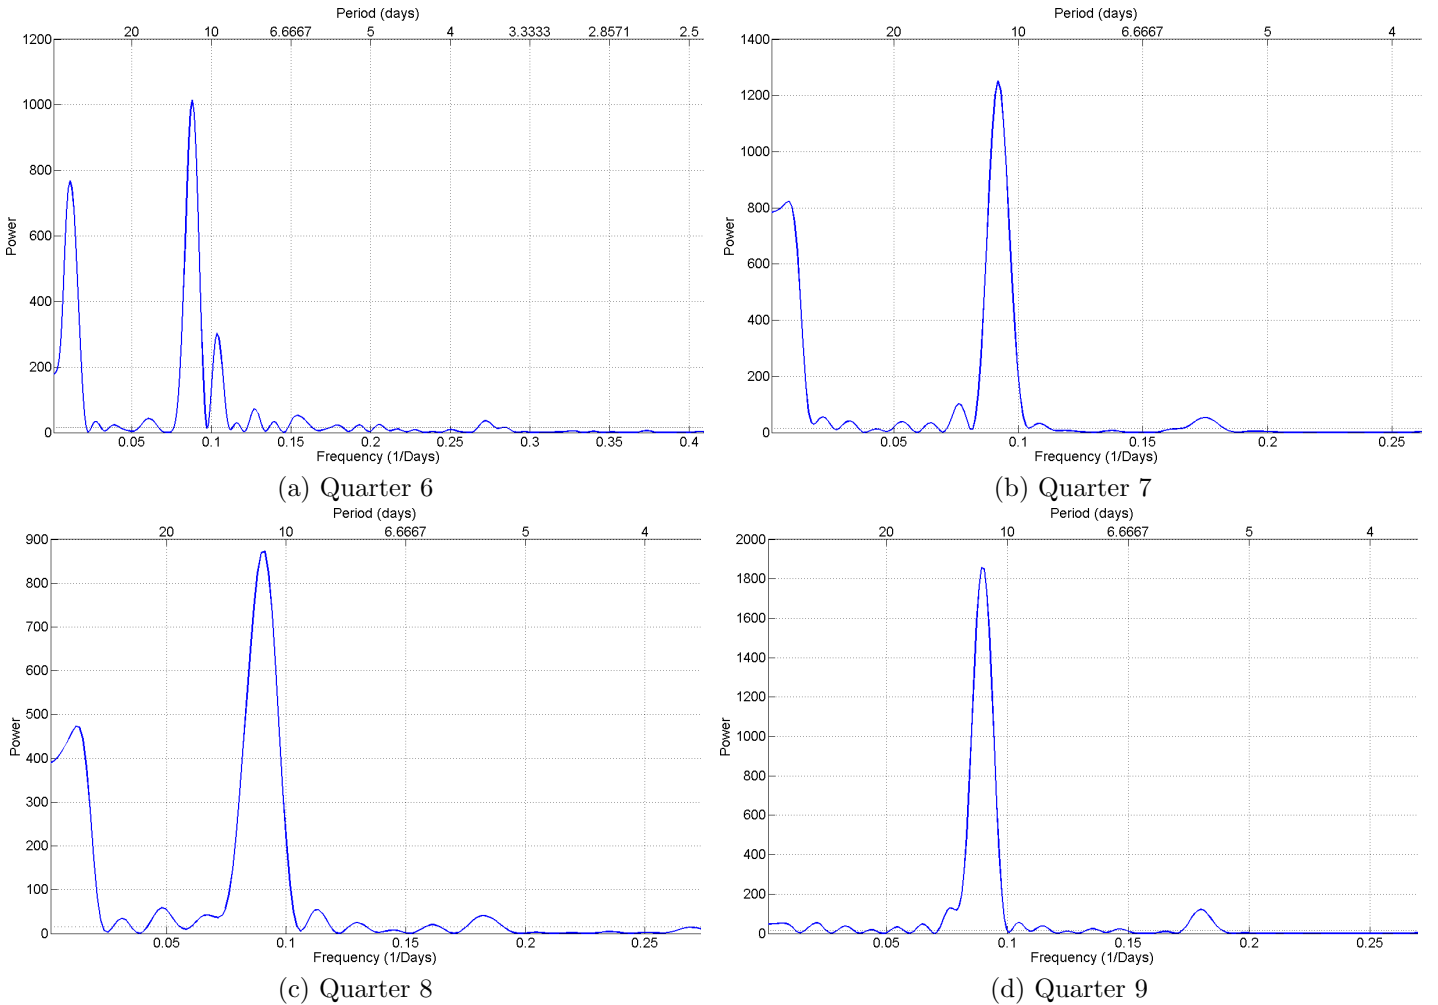 Period (days)
20 10 6.6667 5 4 3.3333 2.8571 2.5
1200
1000
800
600
400
200
0
Power
0.05 0.1 0.15 0.2 0.25 0.3 0.35 0.4
Frequency (1/Days)
(a) Quarter 6
Period (days)
20 10 6.6667 5 4
1400
1200
1000
800
600
400
200
0
Power
0.05 0.1 0.15 0.2 0.25
Frequency (1/Days)
(b) Quarter 7
Period (days)
20 10 6.6667 5 4
900
800
700
600
500
400
300
200
100
0
Power
0.05 0.1 0.15 0.2 0.25
Frequency (1/Days)
(c) Quarter 8
Period (days)
20 10 6.6667 5 4
2000
1800
1600
1400
1200
1000
800
600
400
200
0
Power
0.05 0.1 0.15 0.2 0.25
Frequency (1/Days)
(d) Quarter 9